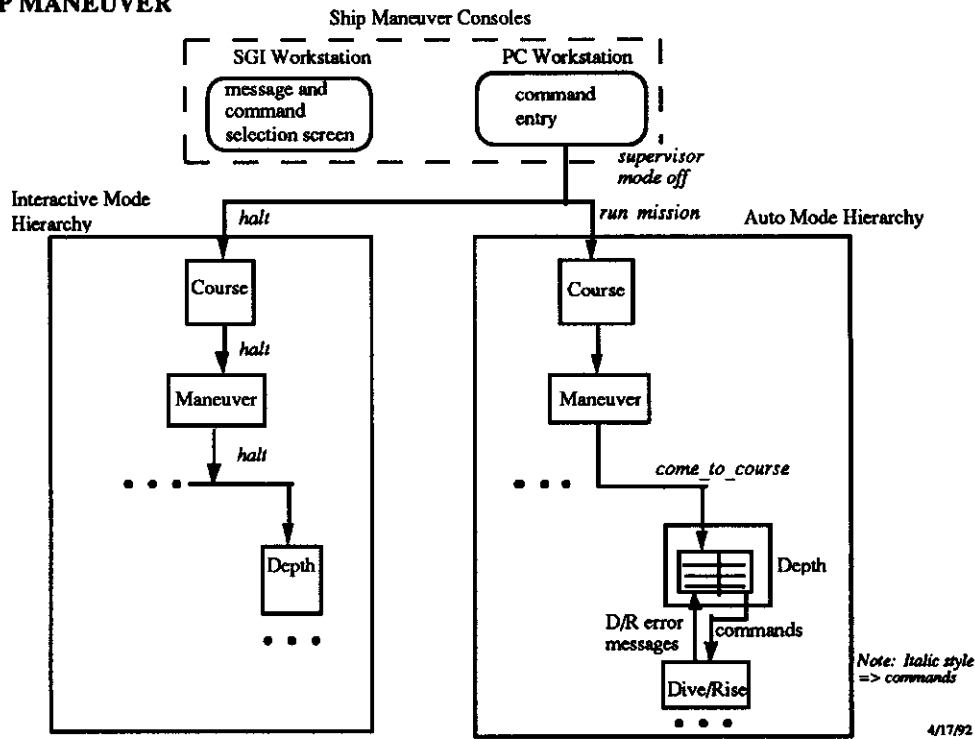 P MANEUVER
Ship Maneuver Consoles
SGI Workstation
PC Workstation
message and
command
selection screen
command
entry
supervisor
mode off
Interactive Mode
Hierarchy
halt
run mission
Auto Mode Hierarchy
Course
Course
halt
Maneuver
Maneuver
halt
come_to_course
Depth
Depth
D/R error
messages
commands
Dive/Rise
Note: Italic style
=> commands
4/17/92